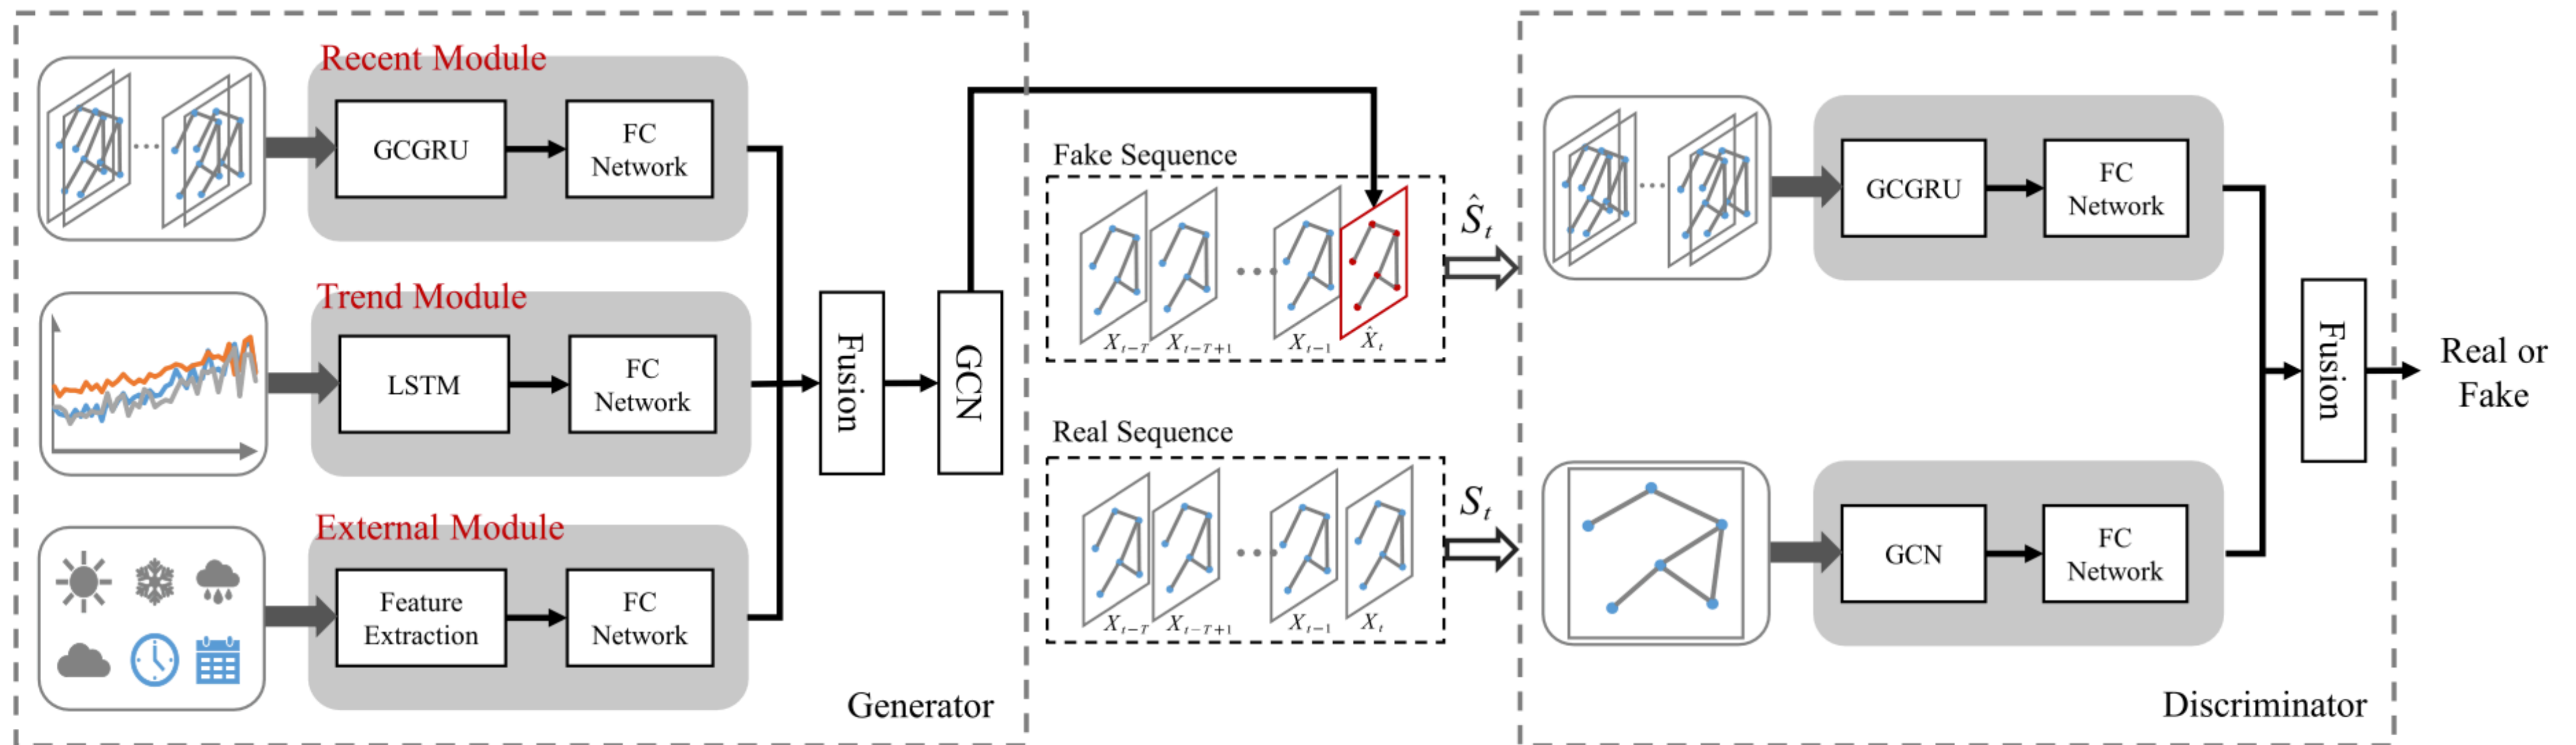 Recent Module
GCGRU
FC
Network
Trend Module
LSTM
FC
Network
External Module
Feature
Extraction
FC
Network
Fusion
GCN
Generator
Fake Sequence
X_{t-T} X_{t-T+1} ... X_{t-1} X̂_t
Ŝ_t
Real Sequence
X_{t-T} X_{t-T+1} ... X_{t-1} X_t
S_t
GCGRU
FC
Network
GCN
FC
Network
Fusion
Discriminator
Real or
Fake